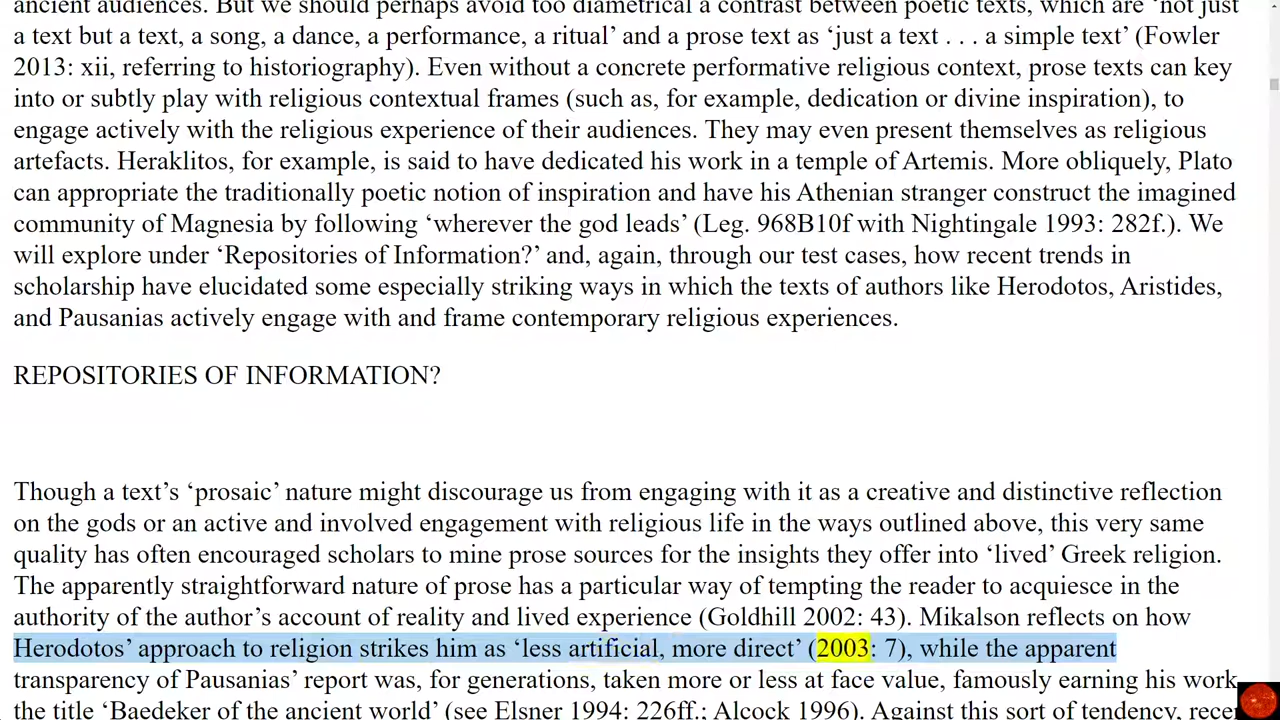 ancient audiences. But we should perhaps avoid too diametrical a contrast between poetic texts, which are ‘not just
a text but a text, a song, a dance, a performance, a ritual’ and a prose text as ‘just a text . . . a simple text’ (Fowler
2013: xii, referring to historiography). Even without a concrete performative religious context, prose texts can key
into or subtly play with religious contextual frames (such as, for example, dedication or divine inspiration), to
engage actively with the religious experience of their audiences. They may even present themselves as religious
artefacts. Heraklitos, for example, is said to have dedicated his work in a temple of Artemis. More obliquely, Plato
can appropriate the traditionally poetic notion of inspiration and have his Athenian stranger construct the imagined
community of Magnesia by following ‘wherever the god leads’ (Leg. 968B10f with Nightingale 1993: 282f.). We
will explore under ‘Repositories of Information?’ and, again, through our test cases, how recent trends in
scholarship have elucidated some especially striking ways in which the texts of authors like Herodotos, Aristides,
and Pausanias actively engage with and frame contemporary religious experiences.
REPOSITORIES OF INFORMATION?
Though a text’s ‘prosaic’ nature might discourage us from engaging with it as a creative and distinctive reflection
on the gods or an active and involved engagement with religious life in the ways outlined above, this very same
quality has often encouraged scholars to mine prose sources for the insights they offer into ‘lived’ Greek religion.
The apparently straightforward nature of prose has a particular way of tempting the reader to acquiesce in the
authority of the author’s account of reality and lived experience (Goldhill 2002: 43). Mikalson reflects on how
Herodotos’ approach to religion strikes him as ‘less artificial, more direct’ (2003: 7), while the apparent
transparency of Pausanias’ report was, for generations, taken more or less at face value, famously earning his work
the title ‘Baedeker of the ancient world’ (see Elsner 1994: 226ff.; Alcock 1996). Against this sort of tendency,